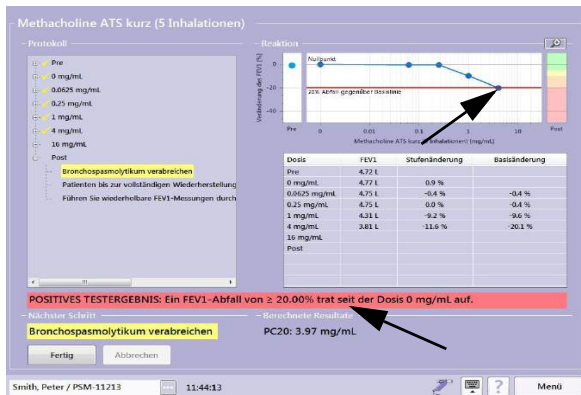 Methacholine ATS kurz (5 Inhalationen)
Protokoll
Pre
0 mg/mL
0.0625 mg/mL
0.25 mg/mL
1 mg/mL
4 mg/mL
16 mg/mL
Post
Bronchospasmolytikum verabreichen
Patienten bis zur vollständigen Wiederherstellung
Führen Sie wiederholbare FEV1-Messungen durch
Reaktion
Veränderung des FEV1 [%]
0
-20
-40
Nullpunkt
20% Abfall gegenüber Basislinie
Pre 0 0.01 0.1 1 10 Post
Methacholine ATS kurz (5 Inhalationen) [mg/mL]
Dosis FEV1 Stufenänderung Basisänderung
Pre 4.72 L
0 mg/mL 4.77 L 0.9 %
0.0625 mg/mL 4.75 L -0.4 % -0.4 %
0.25 mg/mL 4.75 L 0.0 % -0.4 %
1 mg/mL 4.31 L -9.2 % -9.6 %
4 mg/mL 3.81 L -11.6 % -20.1 %
16 mg/mL
Post
POSITIVES TESTERGEBNIS: Ein FEV1-Abfall von ≥ 20.00% trat seit der Dosis 0 mg/mL auf.
Nächster Schritt
Bronchospasmolytikum verabreichen
Fertig Abbrechen
Berechnete Resultate
PC20: 3.97 mg/mL
Smith, Peter / PSM-11213 ... 11:44:13 ? Menü